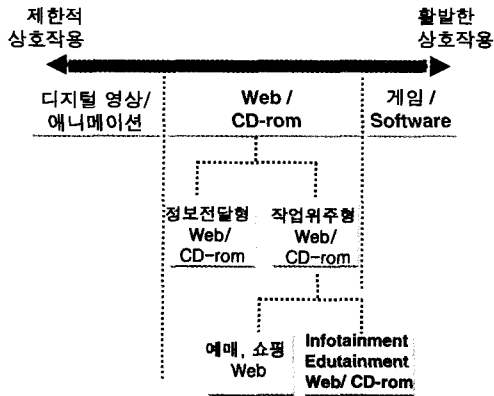 제한적
상호작용
활발한
상호작용
디지털 영상/
애니메이션
Web /
CD-rom
게임 /
Software
정보전달형
Web/
CD-rom
작업위주형
Web/
CD-rom
예매, 쇼핑
Web
Infotainment
Edutainment
Web/ CD-rom